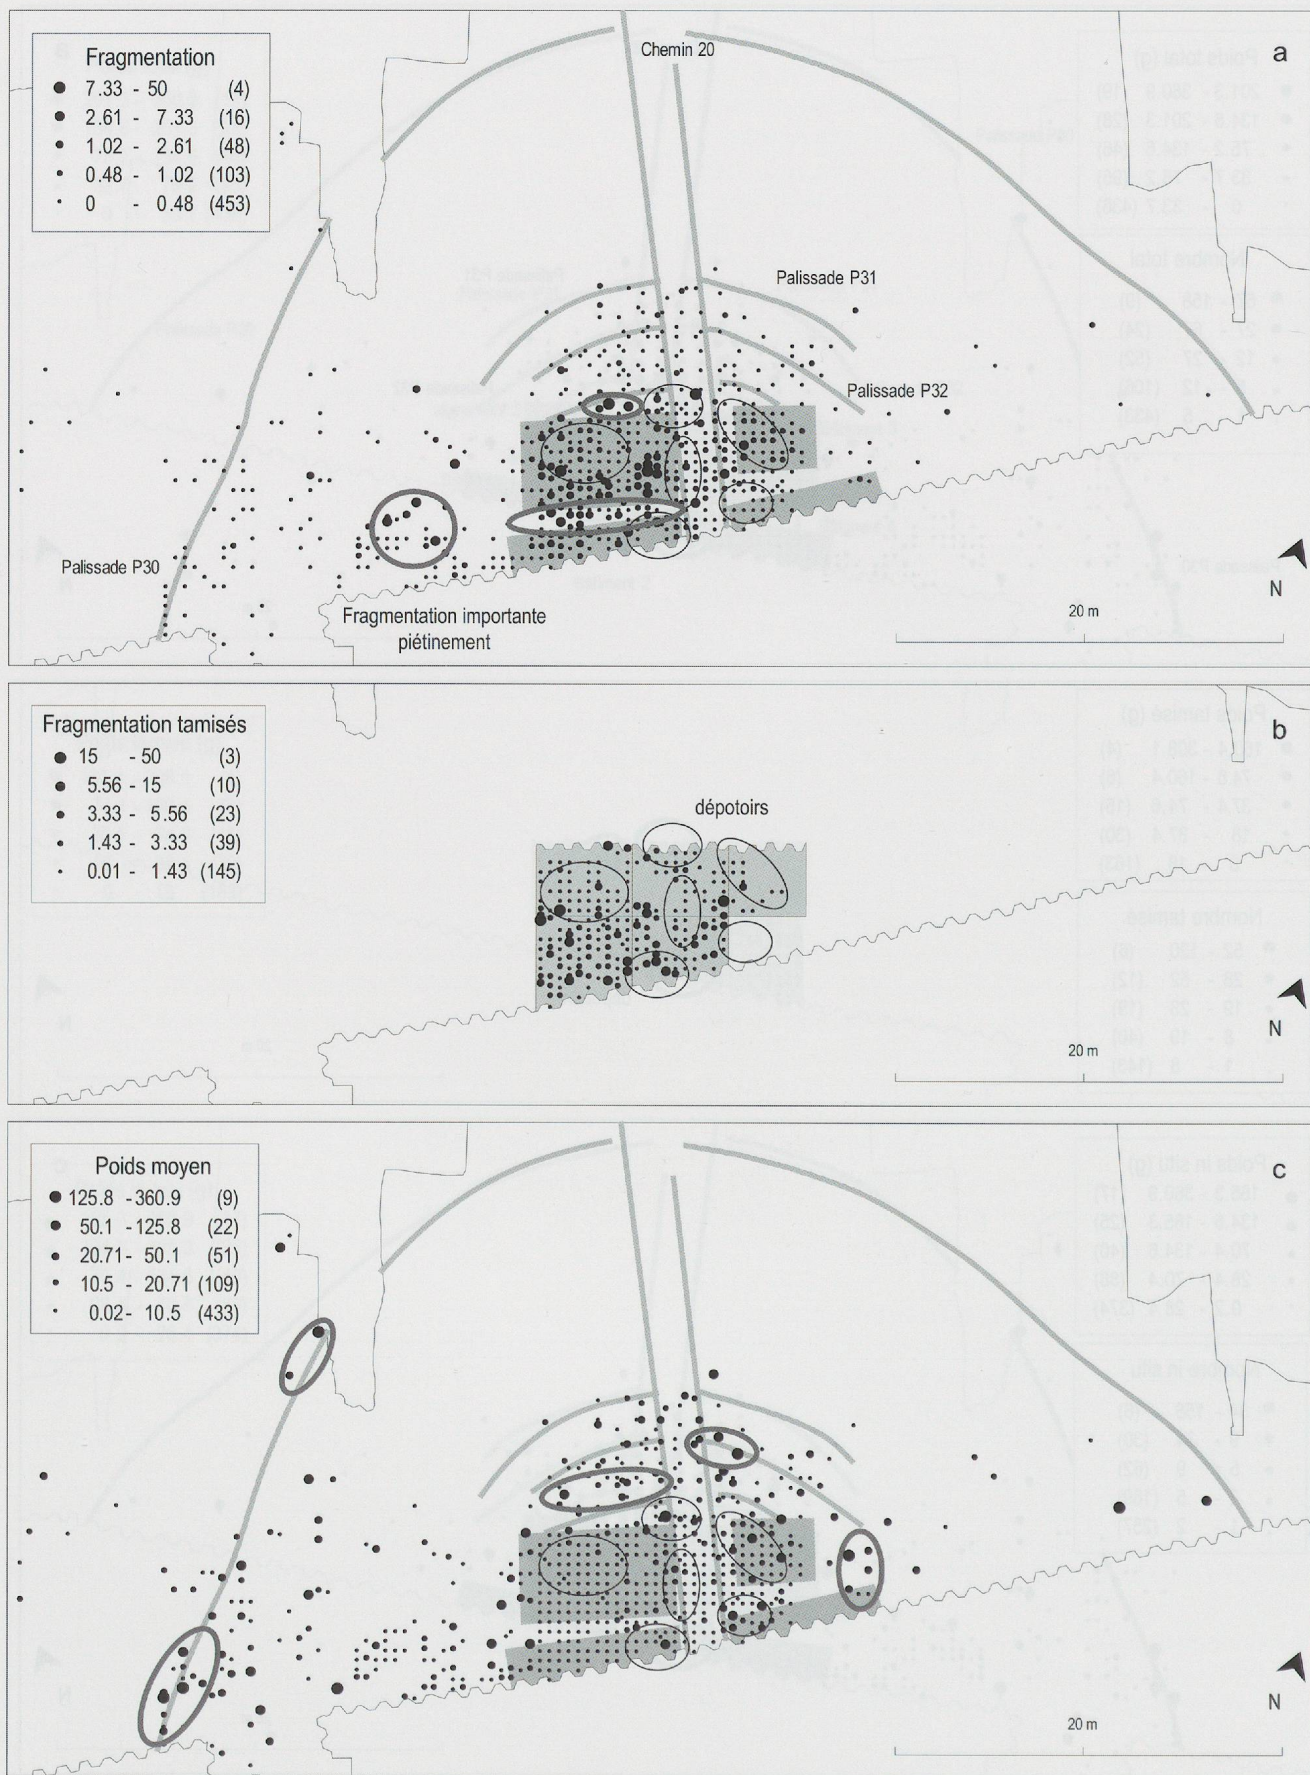 a
Fragmentation
7.33 - 50 (4)
2.61 - 7.33 (16)
1.02 - 2.61 (48)
0.48 - 1.02 (103)
0 - 0.48 (453)
Chemin 20
Palissade P31
Palissade P32
Palissade P30
Fragmentation importante
piétinement
N
20 m
b
Fragmentation tamisés
15 - 50 (3)
5.56 - 15 (10)
3.33 - 5.56 (23)
1.43 - 3.33 (39)
0.01 - 1.43 (145)
dépotoirs
N
20 m
c
Poids moyen
125.8 - 360.9 (9)
50.1 - 125.8 (22)
20.71 - 50.1 (51)
10.5 - 20.71 (109)
0.02 - 10.5 (433)
N
20 m